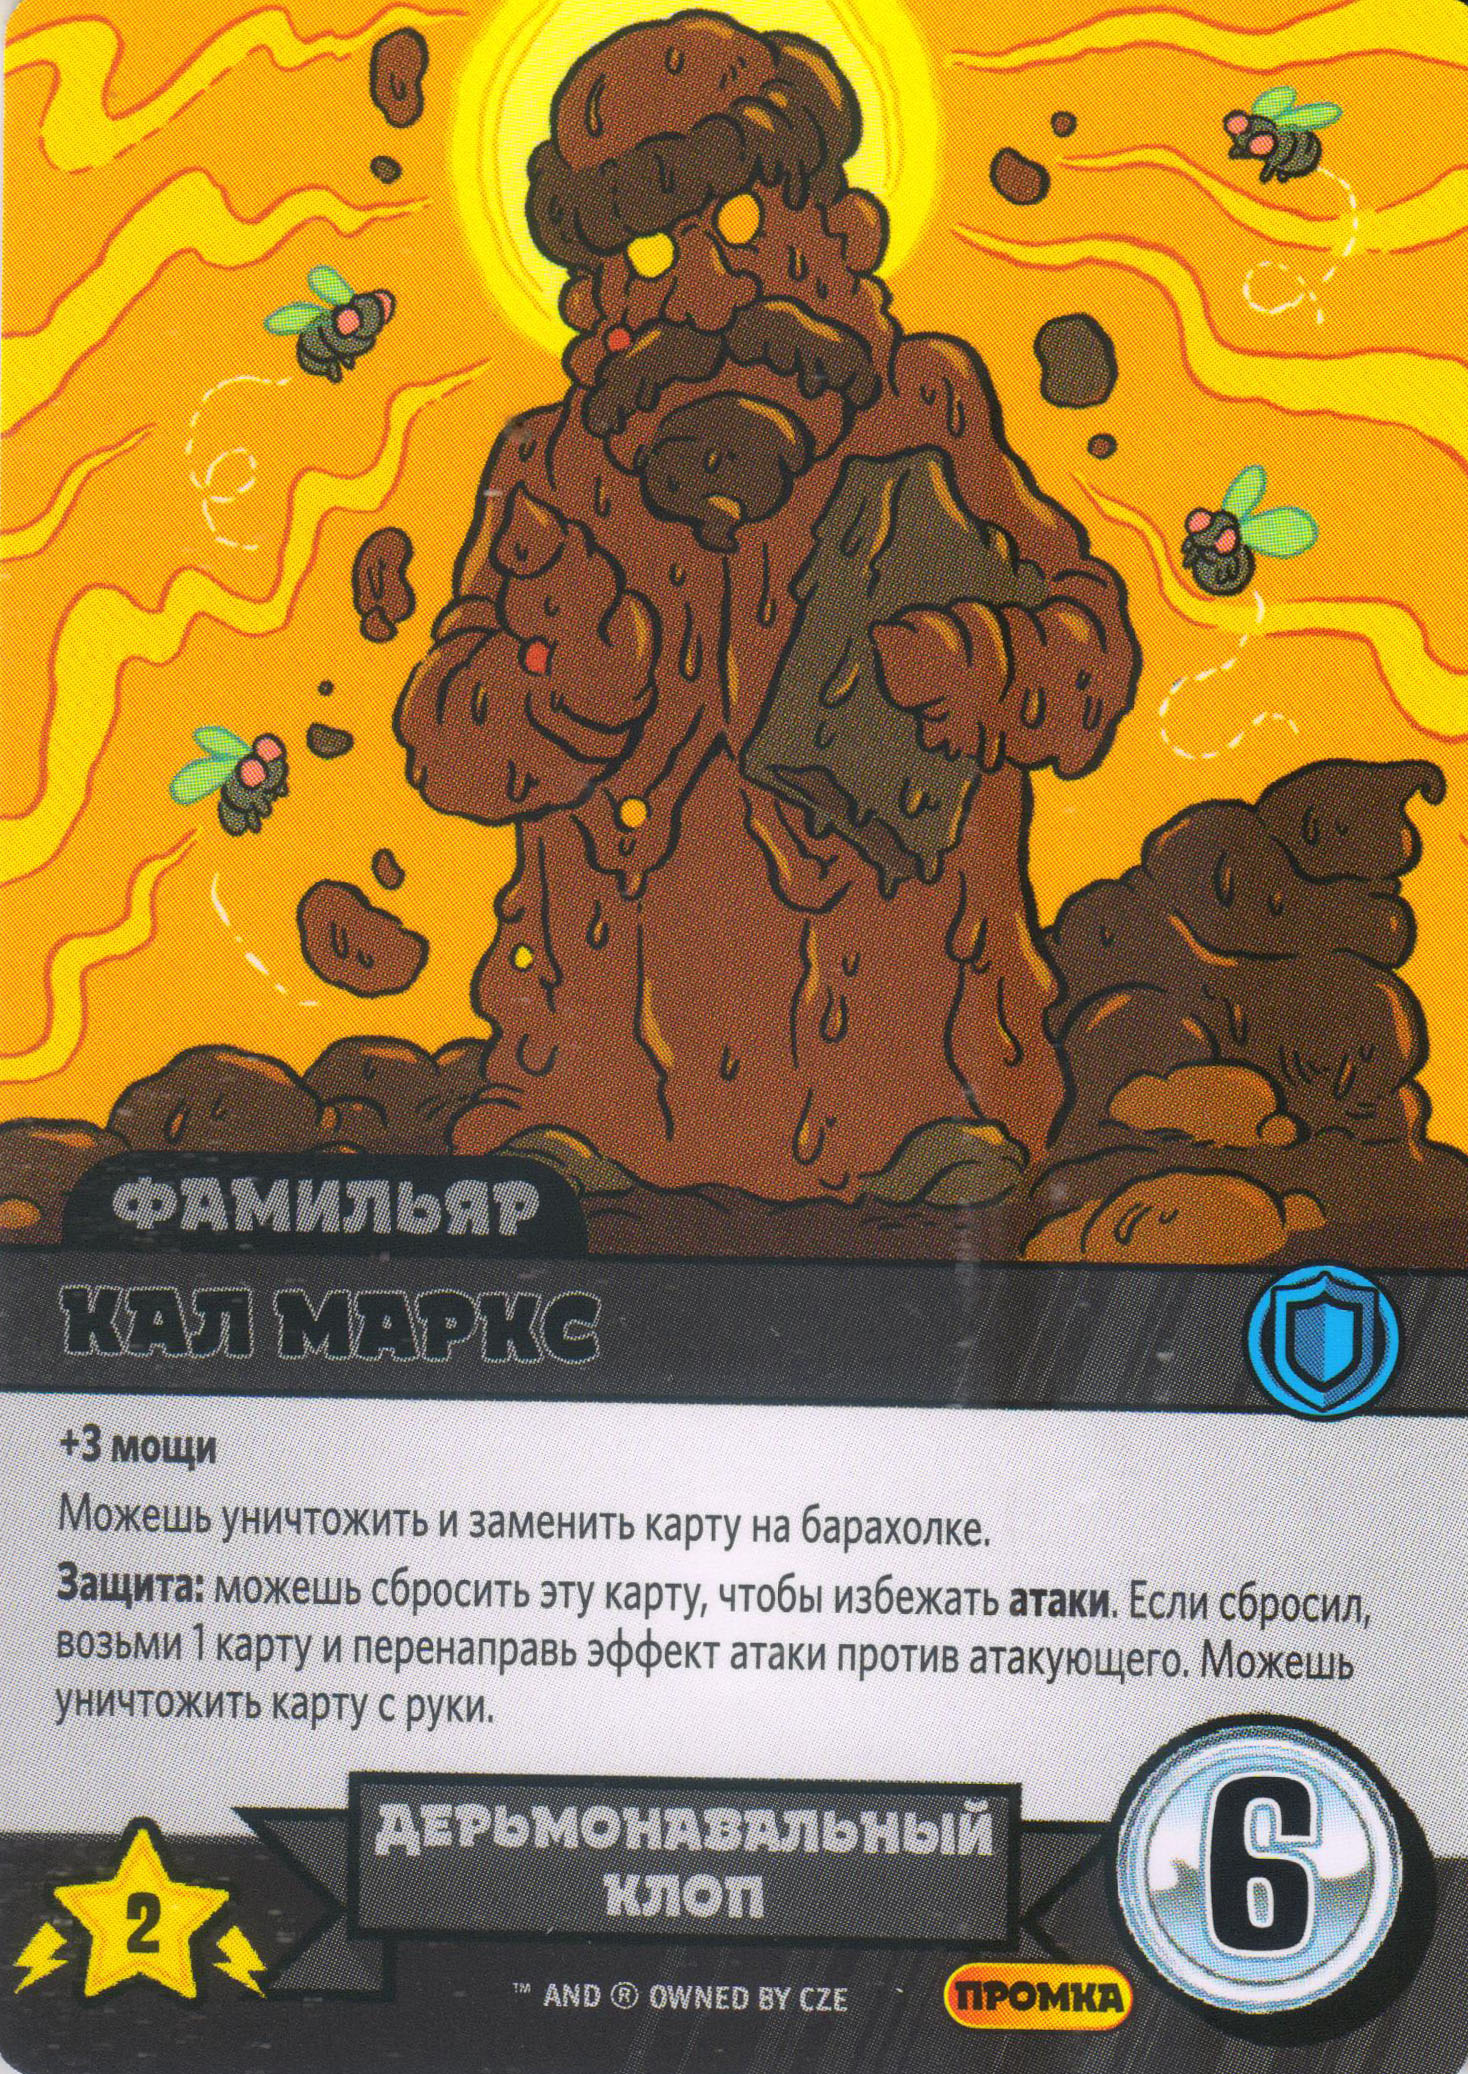 ФАМИЛЬЯР
КАЛ МАРКС
+3 мощи
Можешь уничтожить и заменить карту на барахолке.
Защита: можешь сбросить эту карту, чтобы избежать атаки. Если сбросил,
возьми 1 карту и перенаправь эффект атаки против атакующего. Можешь
уничтожить карту с руки.
ДЕРЬМОНАВАЛЬНЫЙ
КЛОП
6
2
™ AND ® OWNED BY CZE
ПРОМКА